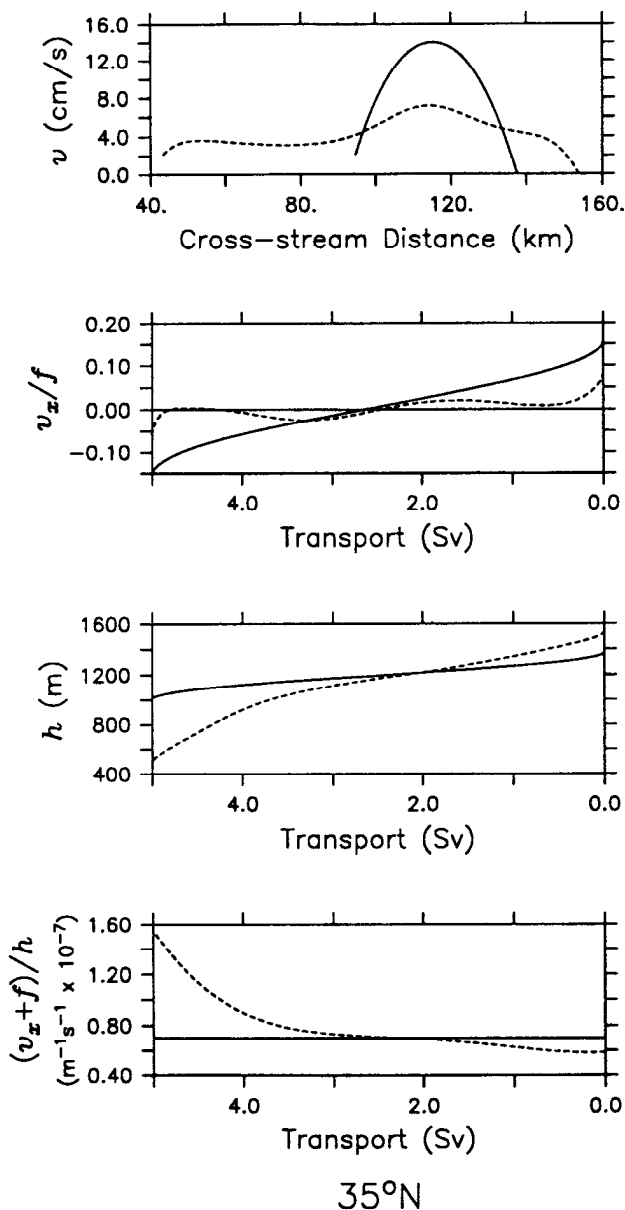 16.0
12.0
8.0
4.0
0.0
v (cm/s)
40. 80. 120. 160.
Cross-stream Distance (km)
0.20
0.10
0.00
−0.10
v_x/f
4.0 2.0 0.0
Transport (Sv)
1600
1200
800
400
h (m)
4.0 2.0 0.0
Transport (Sv)
1.60
1.20
0.80
0.40
(v_x+f)/h
(m⁻¹s⁻¹ x 10⁻⁷)
4.0 2.0 0.0
Transport (Sv)
35°N